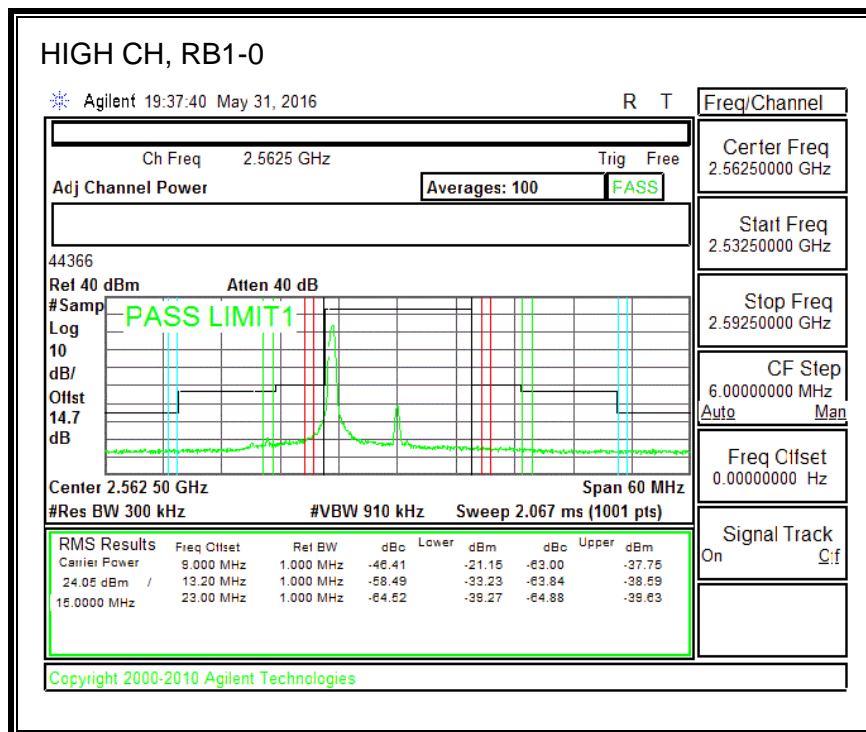 HIGH CH, RB1-0
Agilent 19:37:40 May 31, 2016 R T
Freq/Channel
Ch Freq 2.5625 GHz Trig Free
Adj Channel Power Averages: 100 PASS
Center Freq
2.56250000 GHz
Start Freq
2.53250000 GHz
44366
Ref 40 dBm Atten 40 dB
#Samp
Log
10
dB/
Offst
14.7
dB
PASS LIMIT1
Stop Freq
2.59250000 GHz
CF Step
6.00000000 MHz
Auto Man
Freq Offset
0.00000000 Hz
Center 2.562 50 GHz Span 60 MHz
#Res BW 300 kHz #VBW 910 kHz Sweep 2.067 ms (1001 pts)
Signal Track
On Off
RMS Results Freq Offset Ref BW dBc Lower dBm dBc Upper dBm
Carrier Power 9.000 MHz 1.000 MHz -46.41 -21.15 -63.00 -37.75
24.05 dBm / 13.20 MHz 1.000 MHz -58.49 -33.23 -63.84 -38.59
15.0000 MHz 23.00 MHz 1.000 MHz -64.52 -39.27 -64.88 -39.63
Copyright 2000-2010 Agilent Technologies